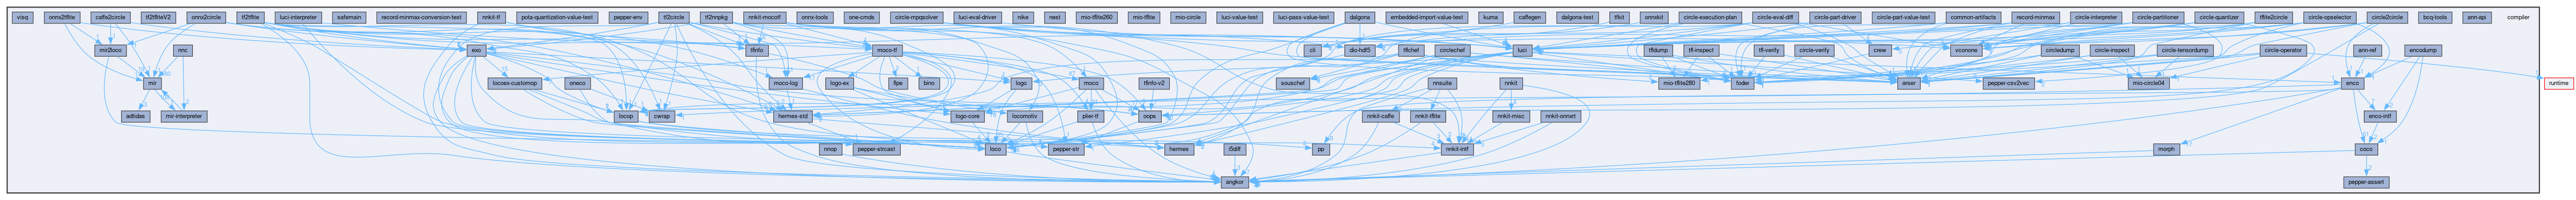 visq onnx2tflite caffe2circle tf2tfliteV2 onnx2circle tf2tflite luci-interpreter safemain record-minmax-conversion-test pota-quantization-value-test pepper-env tf2circle tf2nnpkg nnkit-mocotf onnx-tools one-cmds circle-mpqsolver luci-eval-driver nike nest mio-tflite260 mio-tflite mio-circle luci-value-test luci-pass-value-test dalgona embedded-import-value-test kuma caffegen dalgona-test tfkit onnxkit circle-execution-plan circle-eval-diff circle-part-driver circle-part-value-test common-artifacts record-minmax circle-interpreter circle-partitioner circle-quantizer tflite2circle circle-opselector circle2circle bcq-tools ann-api compiler
mir2loco nnc exo tfinfo moco-tf cli dio-hdf5 tflchef circlechef luci tfldump tfl-inspect tfl-verify circle-verify crew vconone circledump circle-inspect circle-tensordump circle-operator ann-ref encodump
mir locoex-customop oneco moco-log logo-ex fipe bino logo moco tfinfo-v2 souschef nnsuite nnkit mio-tflite280 foder arser pepper-csv2vec mio-circle04 enco runtime
adtidas mir-interpreter locop cwrap hermes-std logo-core locomotiv plier-tf oops nnkit-caffe nnkit-tflite nnkit-misc nnkit-onnxrt enco-intf
nnop pepper-strcast loco pepper-str hermes i5diff pp nnkit-intf morph coco
angkor pepper-assert